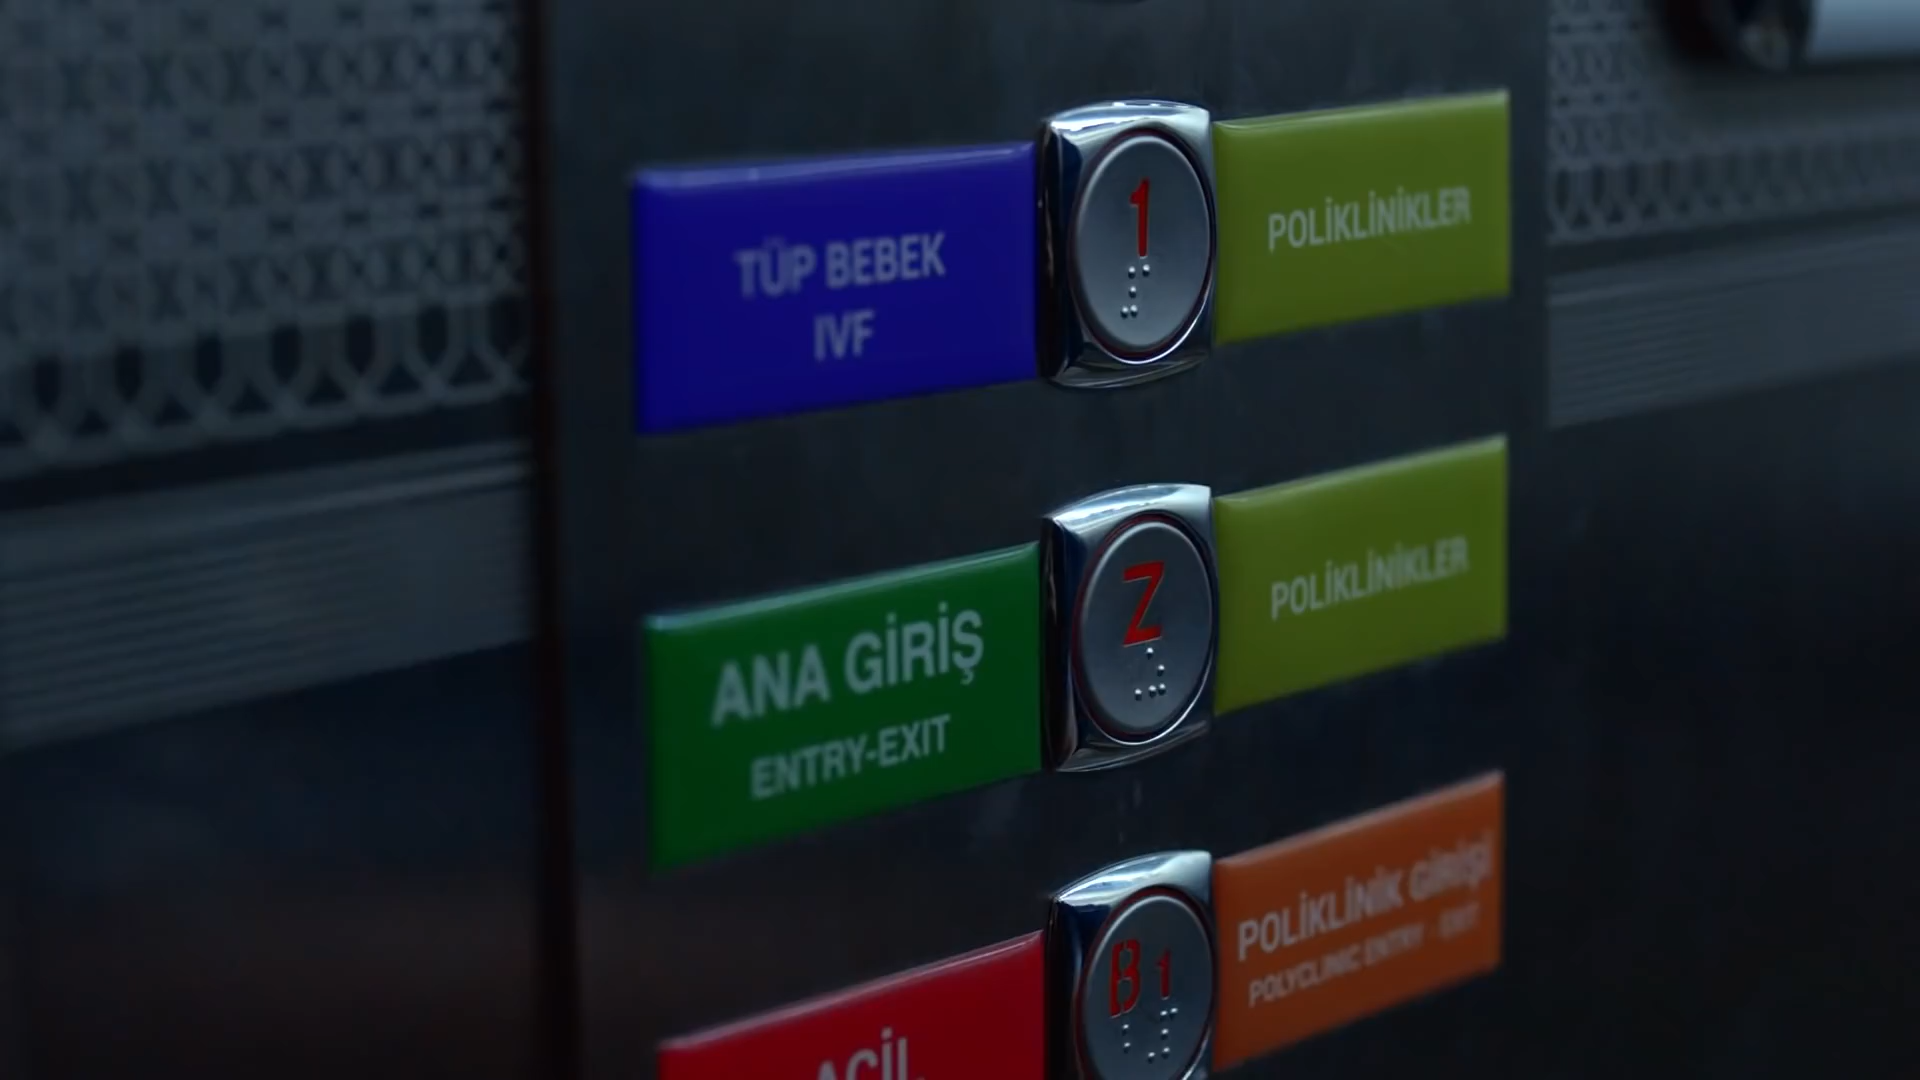 TÜP BEBEK
IVF
1
POLİKLİNİKLER
ANA GİRİŞ
ENTRY-EXIT
Z
POLİKLİNİKLER
ACİL
B1
POLİKLİNİK GİRİŞİ
POLYCLINIC ENTRY - EXIT